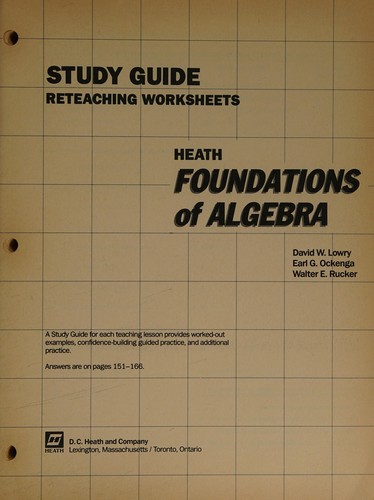 STUDY GUIDE
RETEACHING WORKSHEETS
HEATH
FOUNDATIONS
of ALGEBRA
David W. Lowry
Earl G. Ockenga
Walter E. Rucker
A Study Guide for each teaching lesson provides worked-out
examples, confidence-building guided practice, and additional
practice.
Answers are on pages 151–166.
HEATH
D.C. Heath and Company
Lexington, Massachusetts / Toronto, Ontario